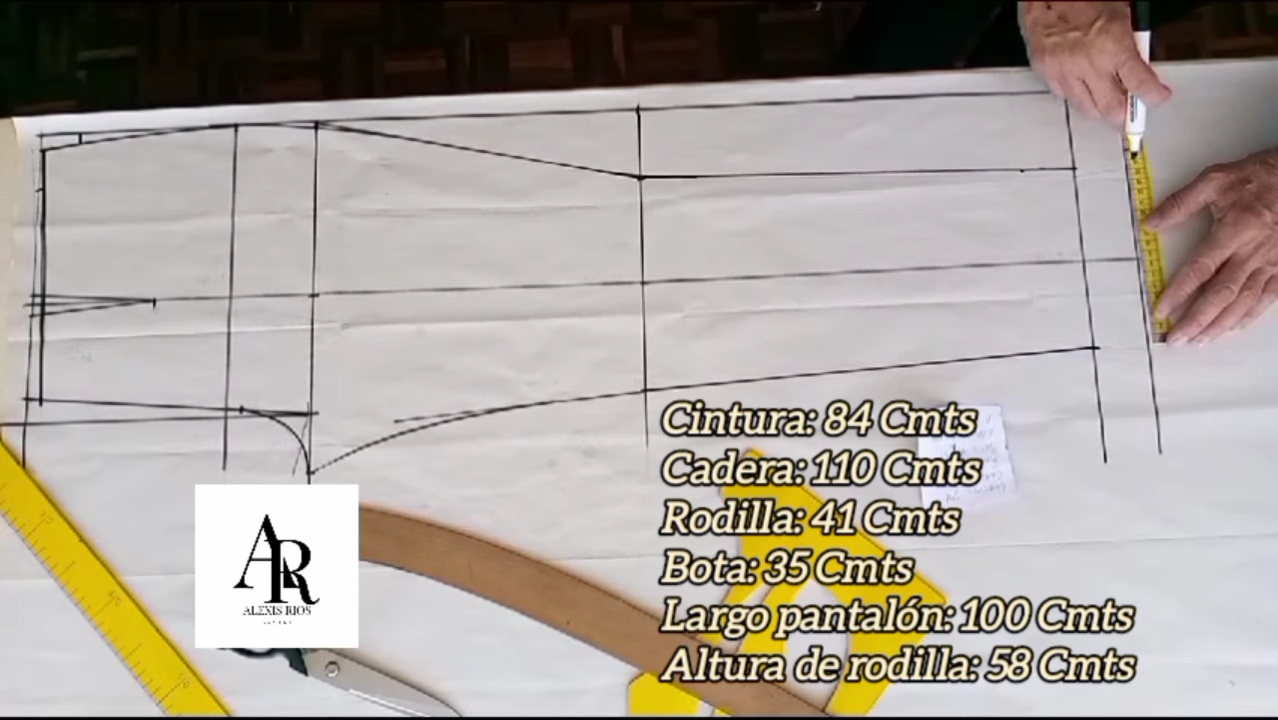 Cintura: 84 Cmts
Cadera: 110 Cmts
Rodilla: 41 Cmts
Bota: 35 Cmts
Largo pantalón: 100 Cmts
Altura de rodilla: 58 Cmts
AR
ALEXIS RIOS